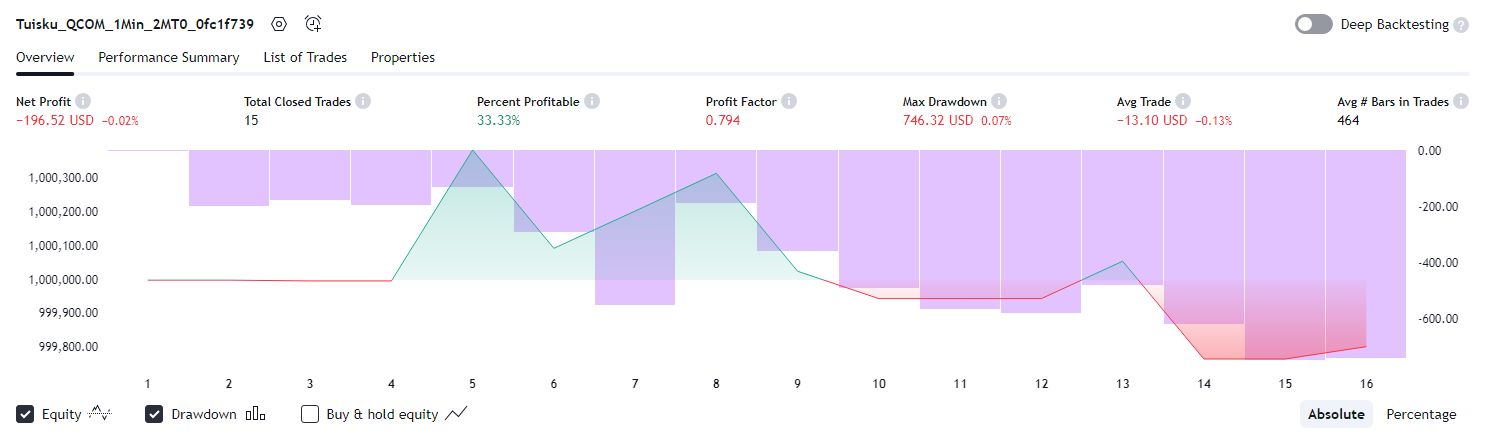 Tuisku_QCOM_1Min_2MT0_0fc1f739 Deep Backtesting ?
Overview Performance Summary List of Trades Properties
Net Profit i Total Closed Trades i Percent Profitable i Profit Factor i Max Drawdown i Avg Trade i Avg # Bars in Trades i
−196.52 USD −0.02% 15 33.33% 0.794 746.32 USD 0.07% −13.10 USD −0.13% 464
0.00
1,000,300.00
1,000,200.00 -200.00
1,000,100.00
1,000,000.00 -400.00
999,900.00 -600.00
999,800.00
1 2 3 4 5 6 7 8 9 10 11 12 13 14 15 16
Equity Drawdown Buy & hold equity Absolute Percentage